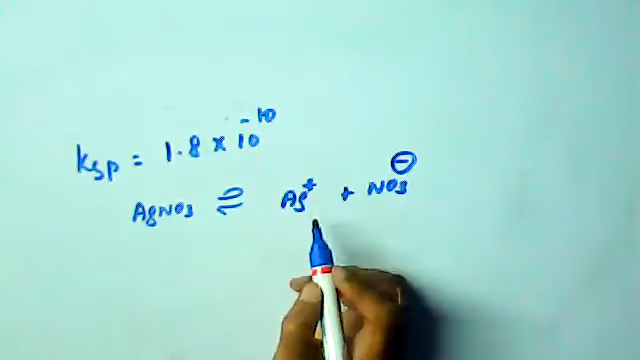 Ksp = 1.8 × 10⁻¹⁰
AgNO3 ⇌ Ag⁺ + NO3⊖